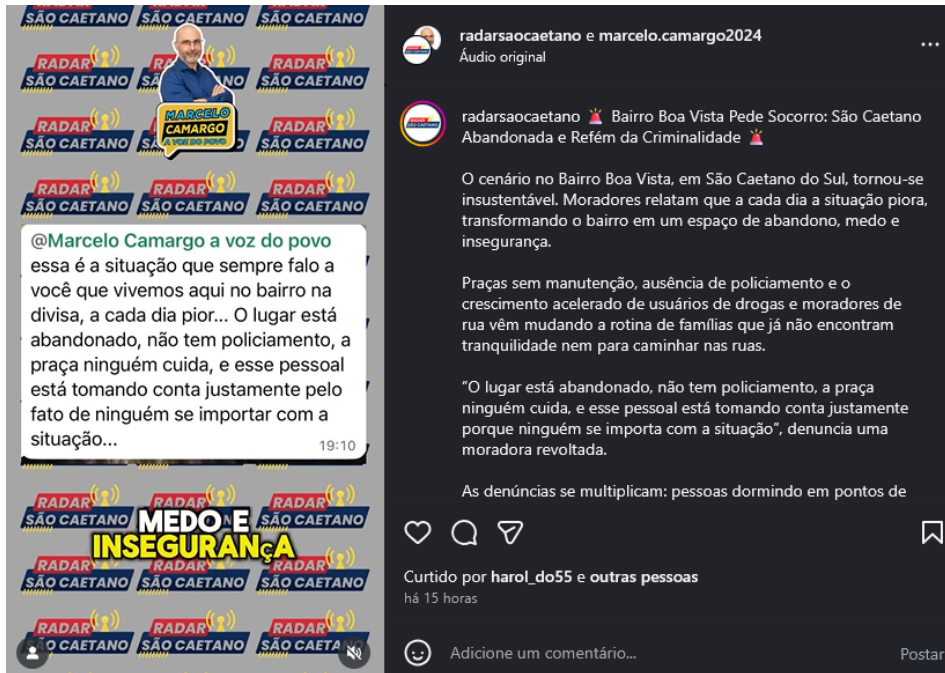 RADAR
SÃO CAETANO
MARCELO
CAMARGO
A VOZ DO POVO
@Marcelo Camargo a voz do povo
essa é a situação que sempre falo a
você que vivemos aqui no bairro na
divisa, a cada dia pior... O lugar está
abandonado, não tem policiamento, a
praça ninguém cuida, e esse pessoal
está tomando conta justamente pelo
fato de ninguém se importar com a
situação...
19:10
MEDO E
INSEGURANçA
radarsaocaetano e marcelo.camargo2024
Áudio original
radarsaocaetano 🚨 Bairro Boa Vista Pede Socorro: São Caetano
Abandonada e Refém da Criminalidade 🚨
O cenário no Bairro Boa Vista, em São Caetano do Sul, tornou-se
insustentável. Moradores relatam que a cada dia a situação piora,
transformando o bairro em um espaço de abandono, medo e
insegurança.
Praças sem manutenção, ausência de policiamento e o
crescimento acelerado de usuários de drogas e moradores de
rua vêm mudando a rotina de famílias que já não encontram
tranquilidade nem para caminhar nas ruas.
"O lugar está abandonado, não tem policiamento, a praça
ninguém cuida, e esse pessoal está tomando conta justamente
porque ninguém se importa com a situação", denuncia uma
moradora revoltada.
As denúncias se multiplicam: pessoas dormindo em pontos de
Curtido por harol_do55 e outras pessoas
há 15 horas
Adicione um comentário...
Postar